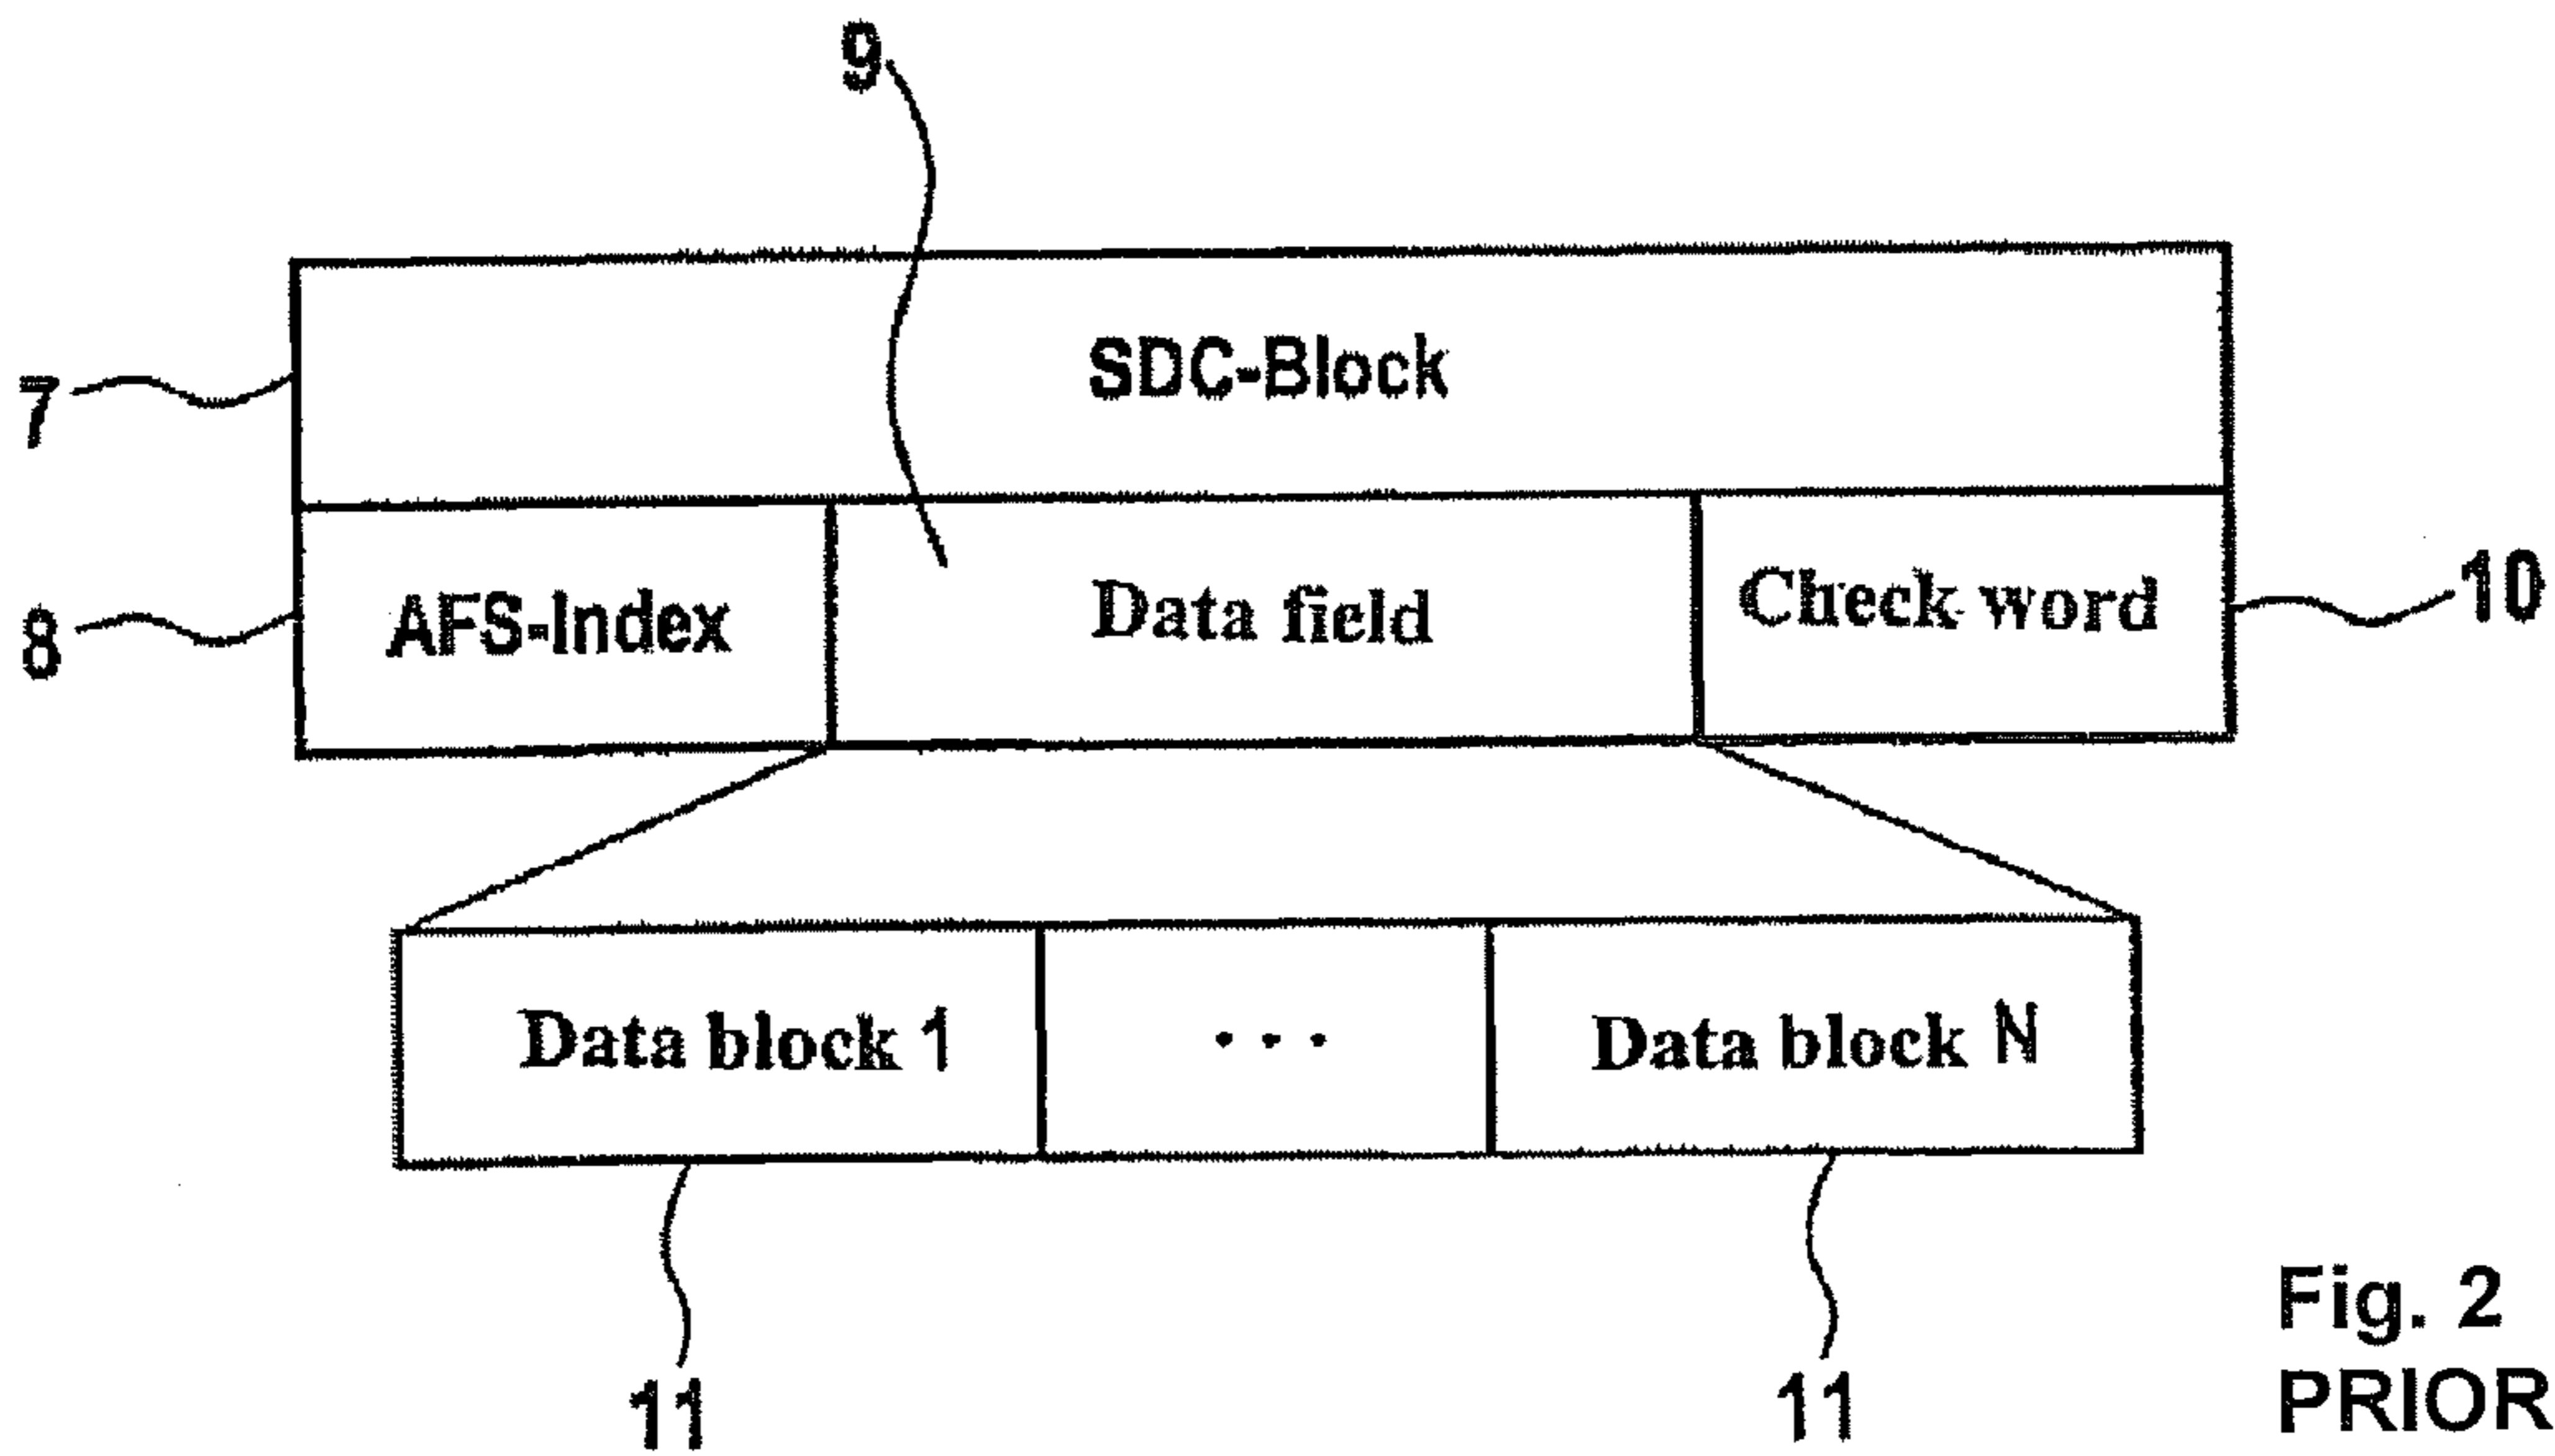 9
SDC-Block
7
AFS-Index Data field Check word
8
10
Data block 1 ... Data block N
11 11
Fig. 2
PRIOR